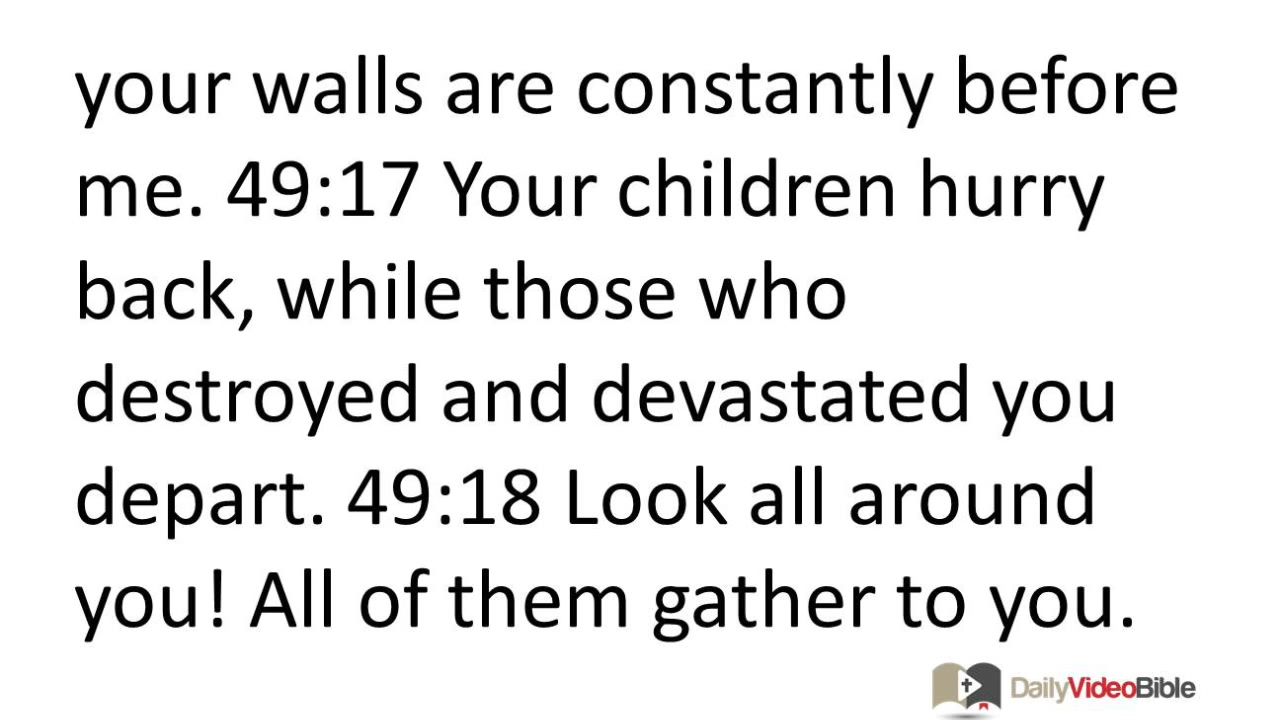 your walls are constantly before
me. 49:17 Your children hurry
back, while those who
destroyed and devastated you
depart. 49:18 Look all around
you! All of them gather to you.
DailyVideoBible